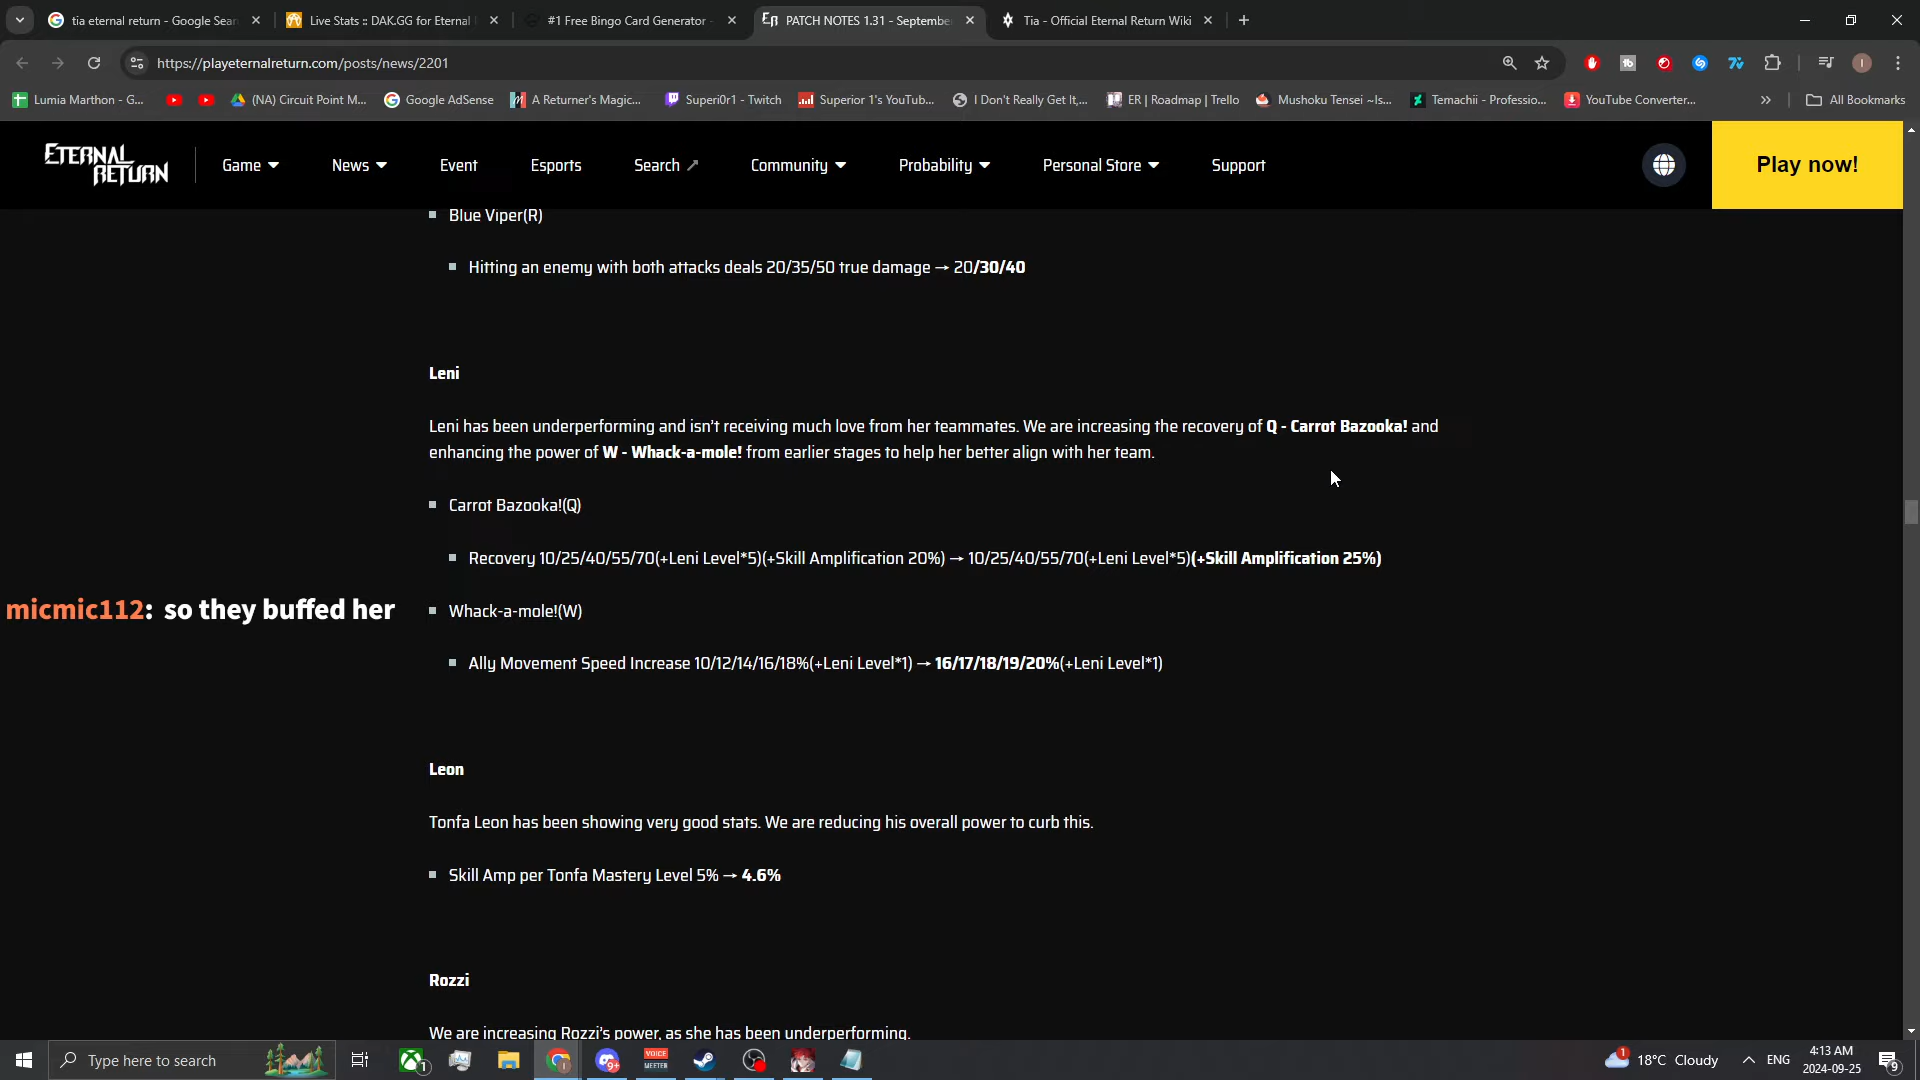 tia eternal return - Google Sear
Live Stats :: DAK.GG for Eternal
#1 Free Bingo Card Generator -
PATCH NOTES 1.31 - Septembe
Tia - Official Eternal Return Wiki
https://playeternalreturn.com/posts/news/2201
Lumia Marthon - G...
(NA) Circuit Point M...
Google AdSense
A Returner's Magic...
Superi0r1 - Twitch
Superior 1's YouTub...
I Don't Really Get It,...
ER | Roadmap | Trello
Mushoku Tensei ~Is...
Temachii - Professio...
YouTube Converter...
All Bookmarks
ETERNAL RETURN
Game
News
Event
Esports
Search
Community
Probability
Personal Store
Support
Play now!
Blue Viper(R)
Hitting an enemy with both attacks deals 20/35/50 true damage → 20/30/40
Leni
Leni has been underperforming and isn't receiving much love from her teammates. We are increasing the recovery of Q - Carrot Bazooka! and
enhancing the power of W - Whack-a-mole! from earlier stages to help her better align with her team.
Carrot Bazooka!(Q)
Recovery 10/25/40/55/70(+Leni Level*5)(+Skill Amplification 20%) → 10/25/40/55/70(+Leni Level*5)(+Skill Amplification 25%)
micmic112: so they buffed her
Whack-a-mole!(W)
Ally Movement Speed Increase 10/12/14/16/18%(+Leni Level*1) → 16/17/18/19/20%(+Leni Level*1)
Leon
Tonfa Leon has been showing very good stats. We are reducing his overall power to curb this.
Skill Amp per Tonfa Mastery Level 5% → 4.6%
Rozzi
We are increasing Rozzi's power, as she has been underperforming.
Type here to search
1
9+
VOICE
MEETER
1
18°C Cloudy
ENG
4:13 AM
2024-09-25
9